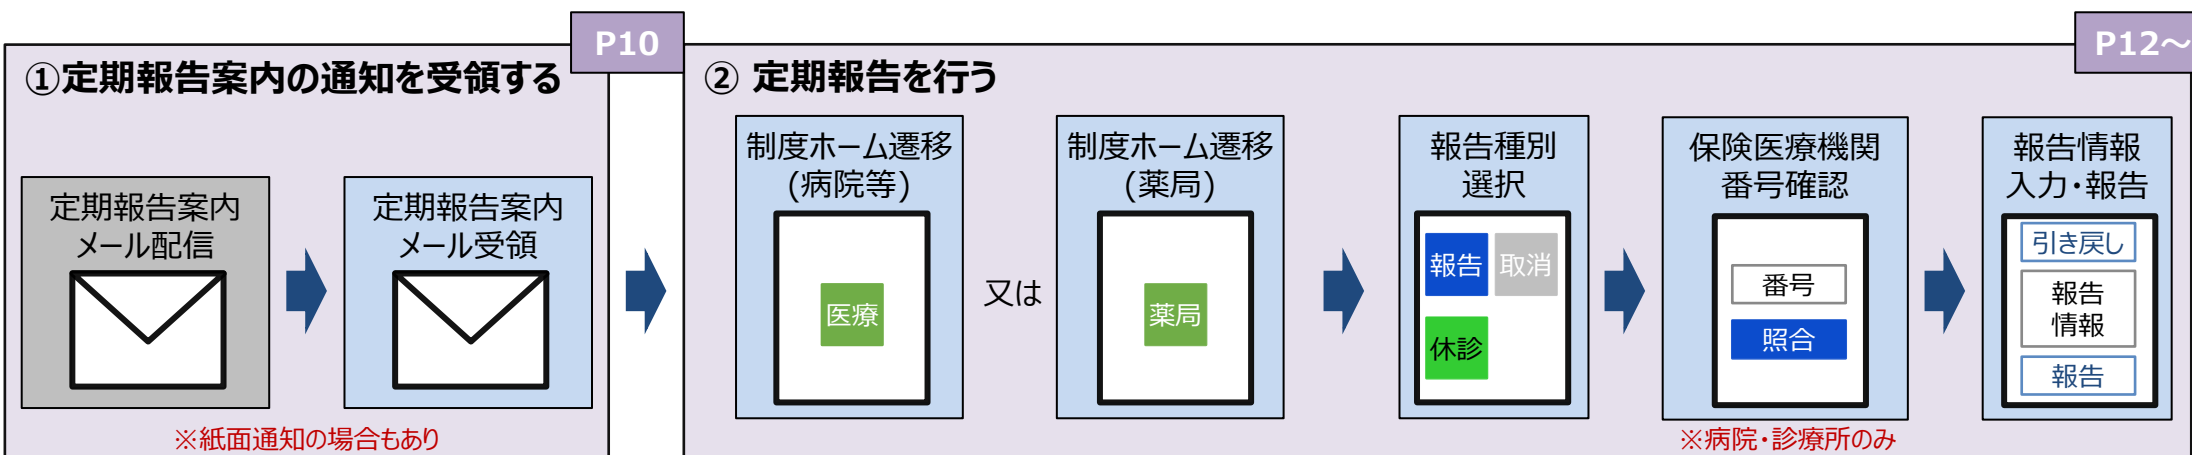 P10
①定期報告案内の通知を受領する
定期報告案内
メール配信
定期報告案内
メール受領
※紙面通知の場合もあり
P12～
② 定期報告を行う
制度ホーム遷移
(病院等)
医療
又は
制度ホーム遷移
(薬局)
薬局
報告種別
選択
報告 取消
休診
保険医療機関
番号確認
番号
照合
※病院・診療所のみ
報告情報
入力・報告
引き戻し
報告
情報
報告